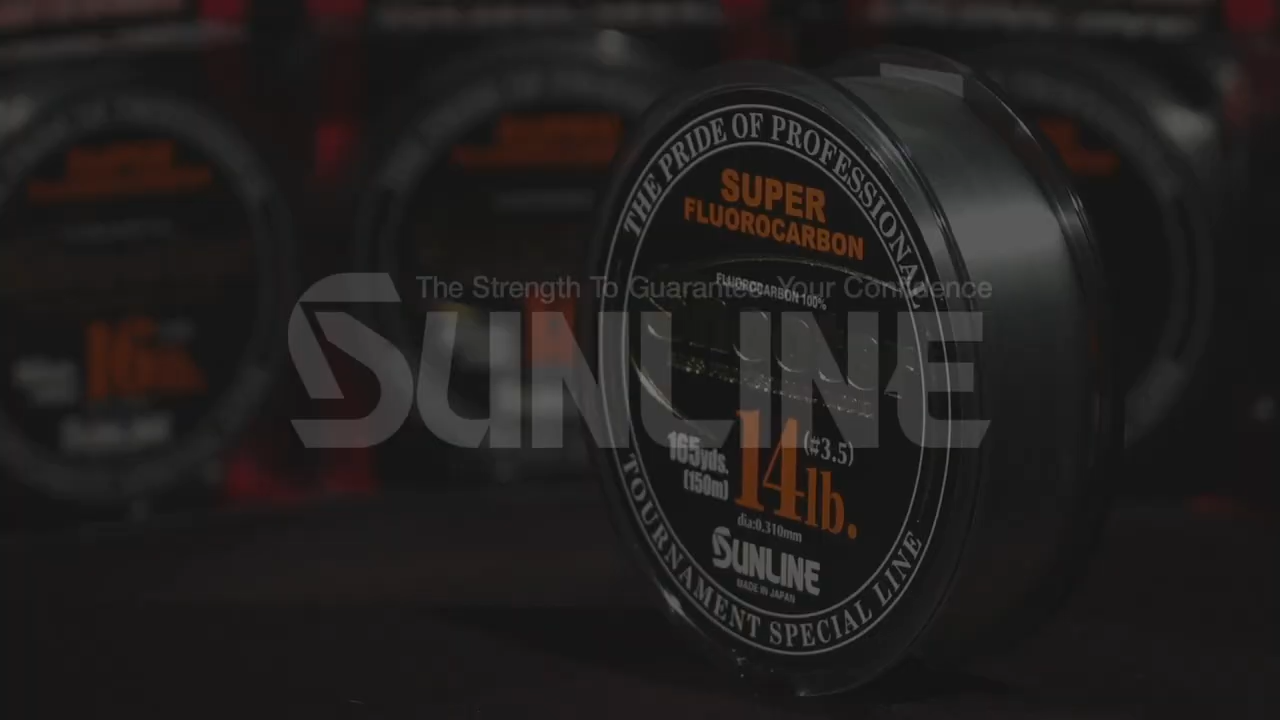 THE PRIDE OF PROFESSIONAL
SUPER
FLUOROCARBON
FLUOROCARBON 100%
The Strength To Guarantee Your Confidence
SUNLINE
165yds.
(150m)
14lb.
(#3.5)
dia:0.310mm
SUNLINE
MADE IN JAPAN
TOURNAMENT SPECIAL LINE
16